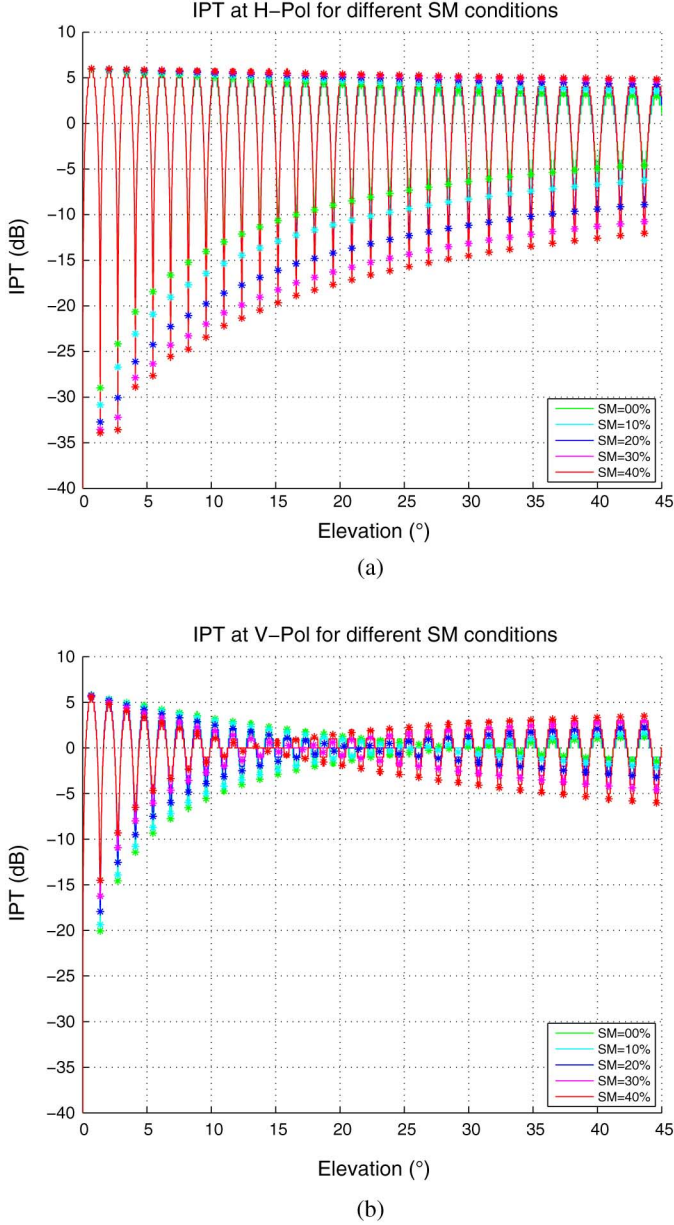 IPT at H−Pol for different SM conditions
10
5
0
−5
−10
−15
−20
−25
−30
−35
−40
IPT (dB)
SM=00%
SM=10%
SM=20%
SM=30%
SM=40%
0 5 10 15 20 25 30 35 40 45
Elevation (°)
(a)
IPT at V−Pol for different SM conditions
10
5
0
−5
−10
−15
−20
−25
−30
−35
−40
IPT (dB)
SM=00%
SM=10%
SM=20%
SM=30%
SM=40%
0 5 10 15 20 25 30 35 40 45
Elevation (°)
(b)